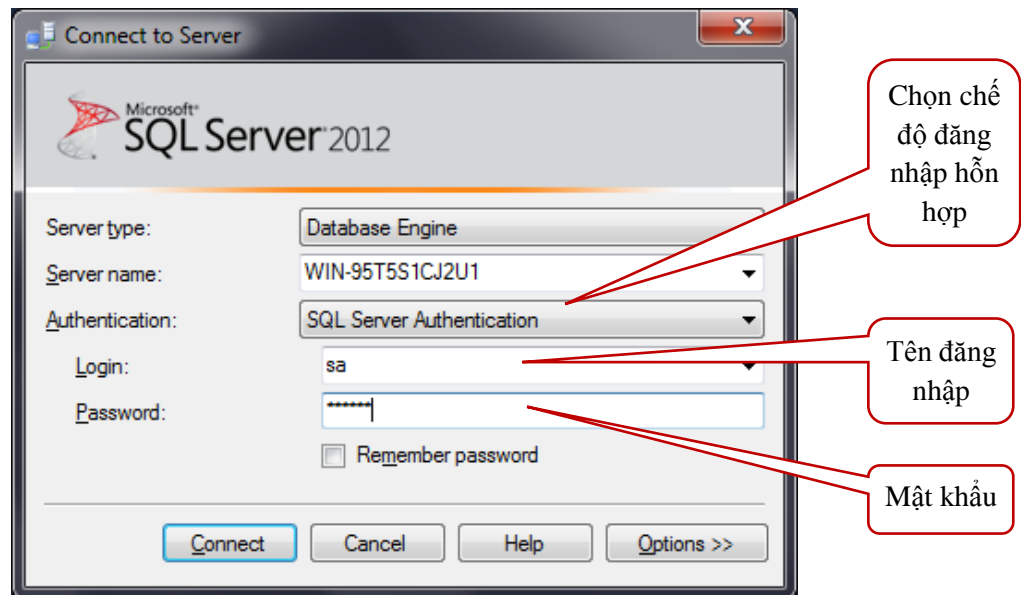 Connect to Server
Microsoft®
SQL Server® 2012
Chọn chế
độ đăng
nhập hỗn
hợp
Server type:
Database Engine
Server name:
WIN-95T5S1CJ2U1
Authentication:
SQL Server Authentication
Login:
sa
Tên đăng
nhập
Password:
******
Remember password
Mật khẩu
Connect
Cancel
Help
Options >>